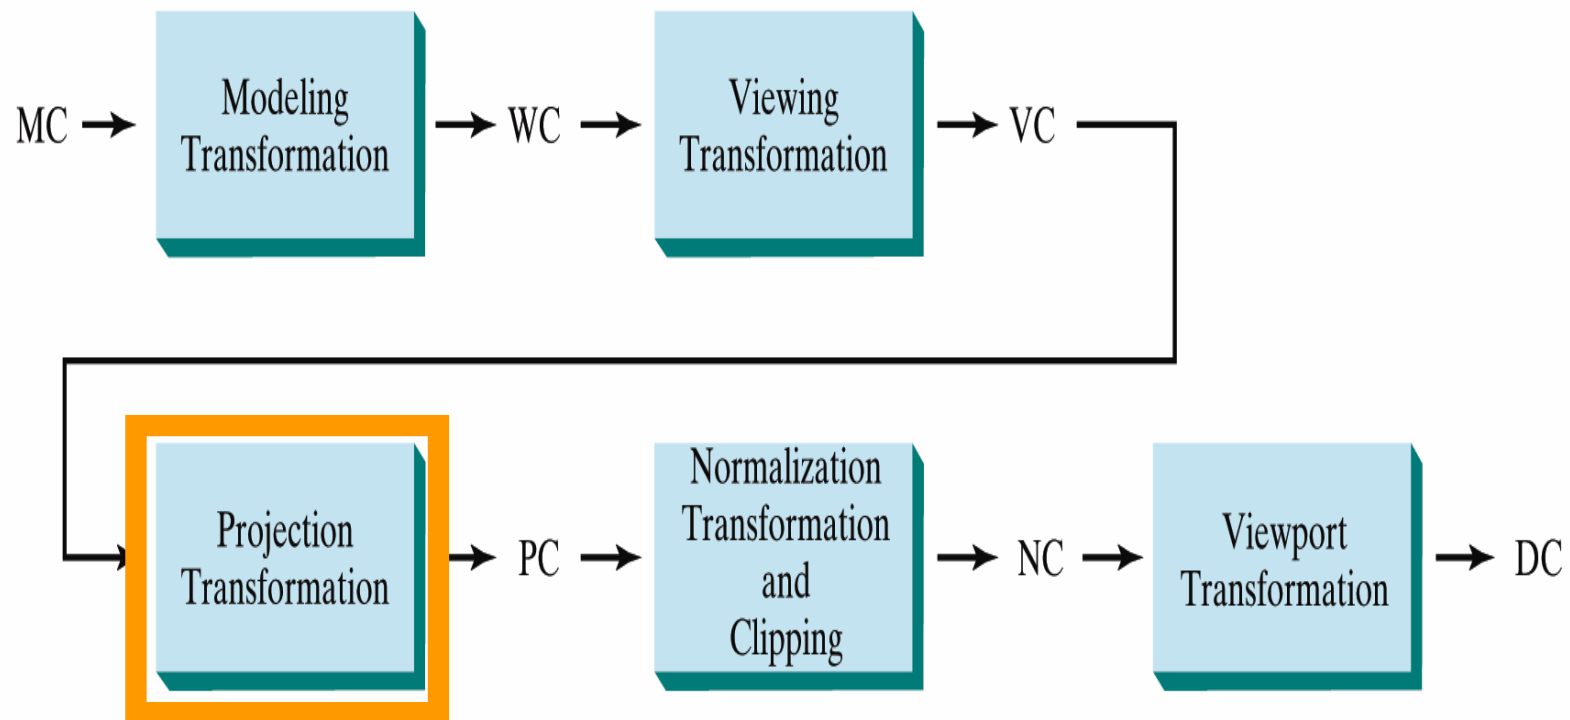 MC
Modeling
Transformation
WC
Viewing
Transformation
VC
Projection
Transformation
PC
Normalization
Transformation
and
Clipping
NC
Viewport
Transformation
DC